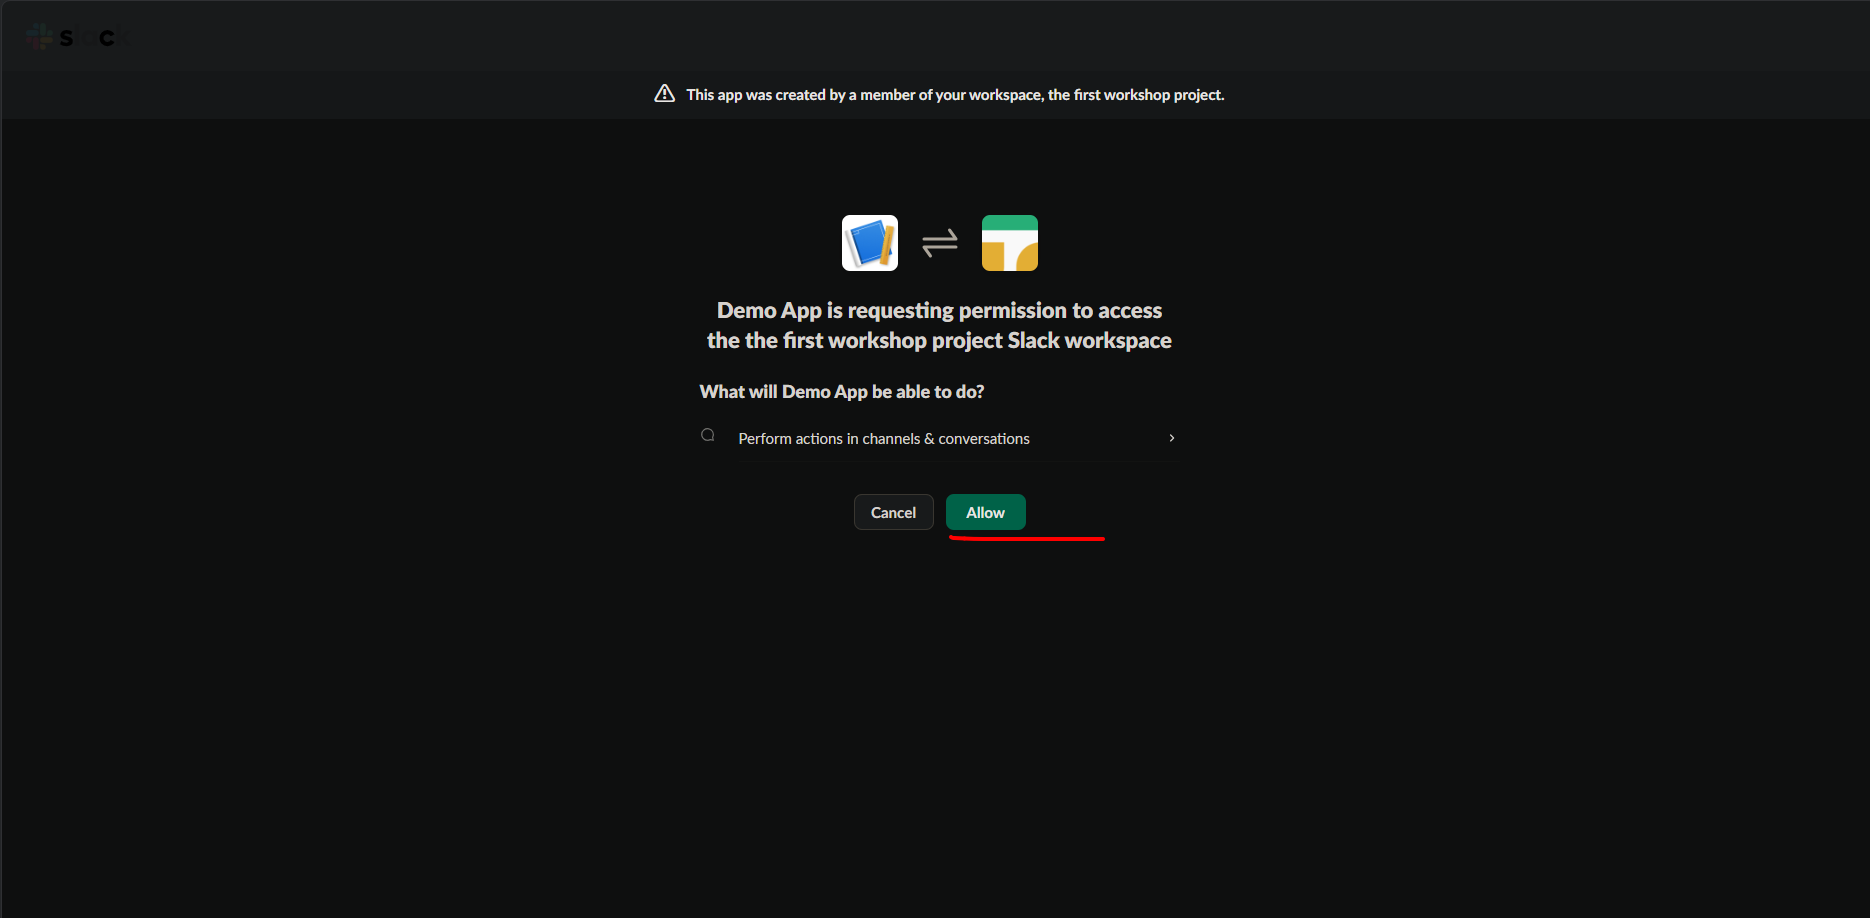 slack
This app was created by a member of your workspace, the first workshop project.
Demo App is requesting permission to access
the the first workshop project Slack workspace
What will Demo App be able to do?
Perform actions in channels & conversations
Cancel
Allow